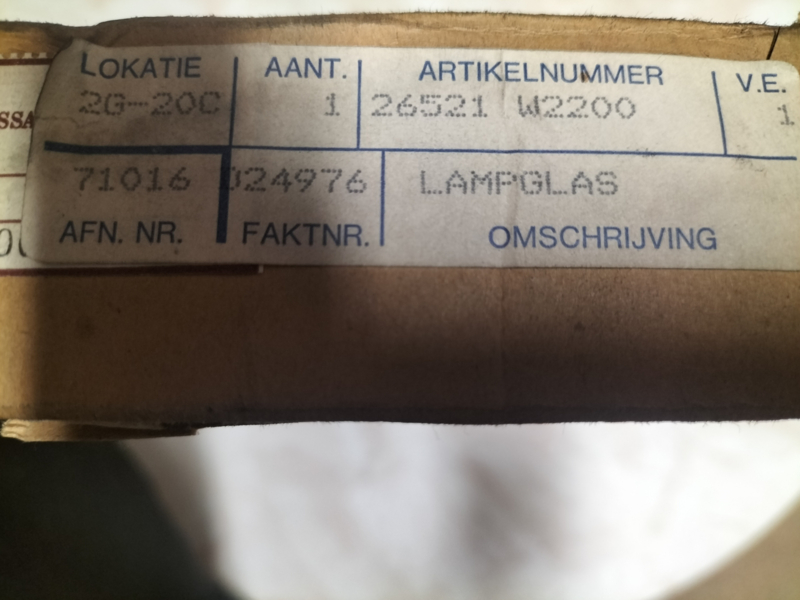 LOKATIE AANT. ARTIKELNUMMER V.E.
2G-20C 1 26521 W2200 1
71016 024976 LAMPGLAS
AFN. NR. FAKTNR. OMSCHRIJVING